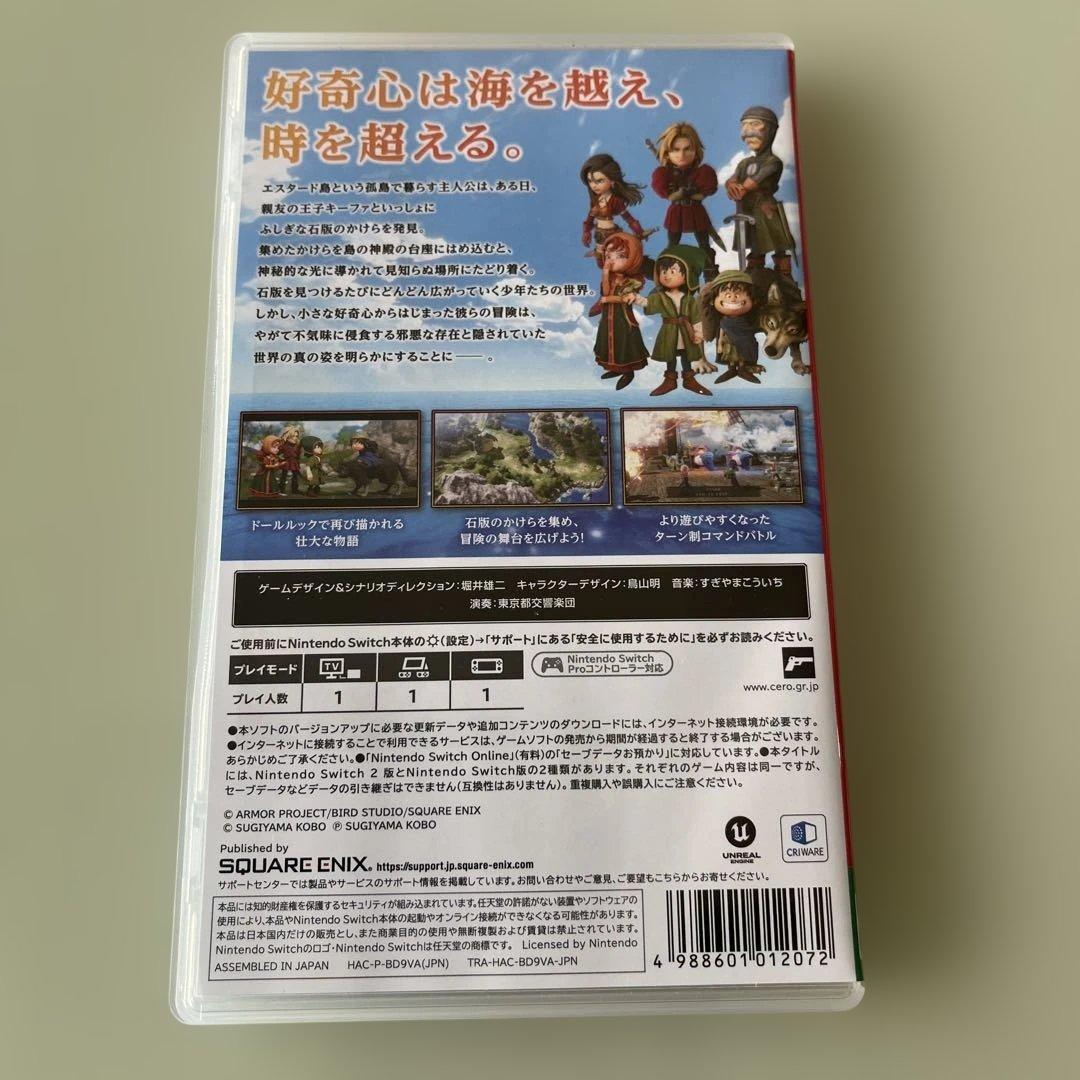 好奇心は海を越え、
時を超える。
エスタード島という孤島で暮らす主人公は、ある日、
親友の王子キーファといっしょに
ふしぎな石版のかけらを発見。
集めたかけらを島の神殿の台座にはめ込むと、
神秘的な光に導かれて見知らぬ場所にたどり着く。
石版を見つけるたびにどんどん広がっていく少年たちの世界。
しかし、小さな好奇心からはじまった彼らの冒険は、
やがて不気味に侵食する邪悪な存在と隠されていた
世界の真の姿を明らかにすることに――。
ドールルックで再び描かれる
壮大な物語
石版のかけらを集め、
冒険の舞台を広げよう!
より遊びやすくなった
ターン制コマンドバトル
ゲームデザイン&シナリオディレクション:堀井雄二 キャラクターデザイン:鳥山明 音楽:すぎやまこういち
演奏:東京都交響楽団
ご使用前にNintendo Switch本体の(設定)→「サポート」にある「安全に使用するために」を必ずお読みください。
プレイモード TV
Nintendo Switch
Proコントローラー対応
プレイ人数 1 1 1
www.cero.gr.jp
●本ソフトのバージョンアップに必要な更新データや追加コンテンツのダウンロードには、インターネット接続環境が必要です。
●インターネットに接続することで利用できるサービスは、ゲームソフトの発売から期間が経過すると終了する場合がございます。
あらかじめご了承ください。●「Nintendo Switch Online」(有料)の「セーブデータお預かり」に対応しています。●本タイトル
には、Nintendo Switch 2 版とNintendo Switch版の2種類があります。それぞれのゲーム内容は同一ですが、
セーブデータなどデータの引き継ぎはできません(互換性はありません)。重複購入や誤購入にご注意ください。
© ARMOR PROJECT/BIRD STUDIO/SQUARE ENIX
© SUGIYAMA KOBO ℗ SUGIYAMA KOBO
UNREAL
ENGINE
CRIWARE
Published by
SQUARE ENIX. https://support.jp.square-enix.com
サポートセンターでは製品やサービスのサポート情報を掲載しています。お問い合わせやご意見、ご要望もこちらからお寄せください。
本品には知的財産権を保護するセキュリティが組み込まれています。任天堂の許諾がない装置やソフトウェアの
使用により、本品やNintendo Switch本体の起動やオンライン接続ができなくなる可能性があります。
本品は日本国内だけの販売とし、また商業目的の使用や無断複製および賃貸は禁止されています。
Nintendo Switchのロゴ・Nintendo Switchは任天堂の商標です。 Licensed by Nintendo
ASSEMBLED IN JAPAN HAC-P-BD9VA(JPN) TRA-HAC-BD9VA-JPN
4 988601 012072